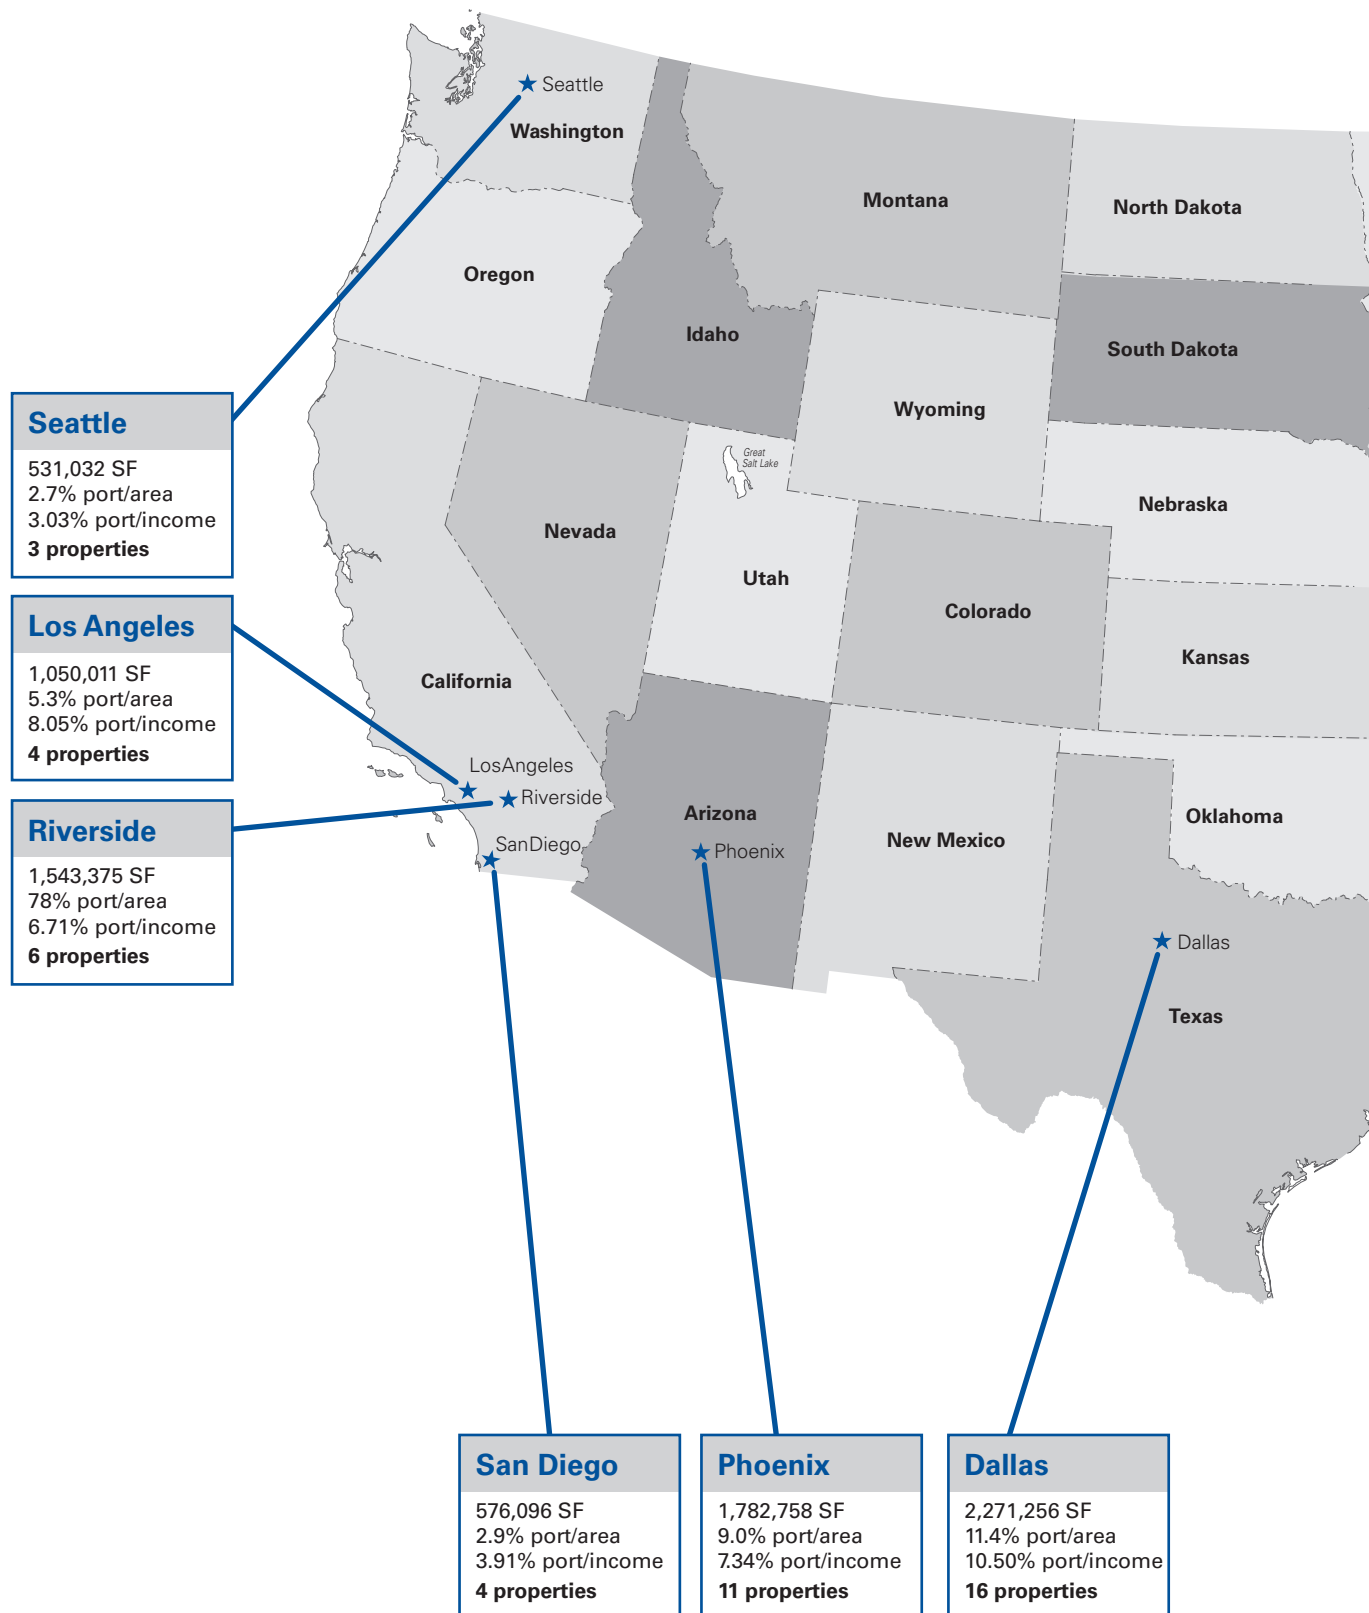 Seattle
Washington
Montana
North Dakota
Oregon
Idaho
South Dakota
Wyoming
Great
Salt Lake
Nebraska
Nevada
Utah
Colorado
Kansas
California
LosAngeles
Riverside
SanDiego
Arizona
Phoenix
New Mexico
Oklahoma
Dallas
Texas
Seattle
531,032 SF
2.7% port/area
3.03% port/income
3 properties
Los Angeles
1,050,011 SF
5.3% port/area
8.05% port/income
4 properties
Riverside
1,543,375 SF
78% port/area
6.71% port/income
6 properties
San Diego
576,096 SF
2.9% port/area
3.91% port/income
4 properties
Phoenix
1,782,758 SF
9.0% port/area
7.34% port/income
11 properties
Dallas
2,271,256 SF
11.4% port/area
10.50% port/income
16 properties